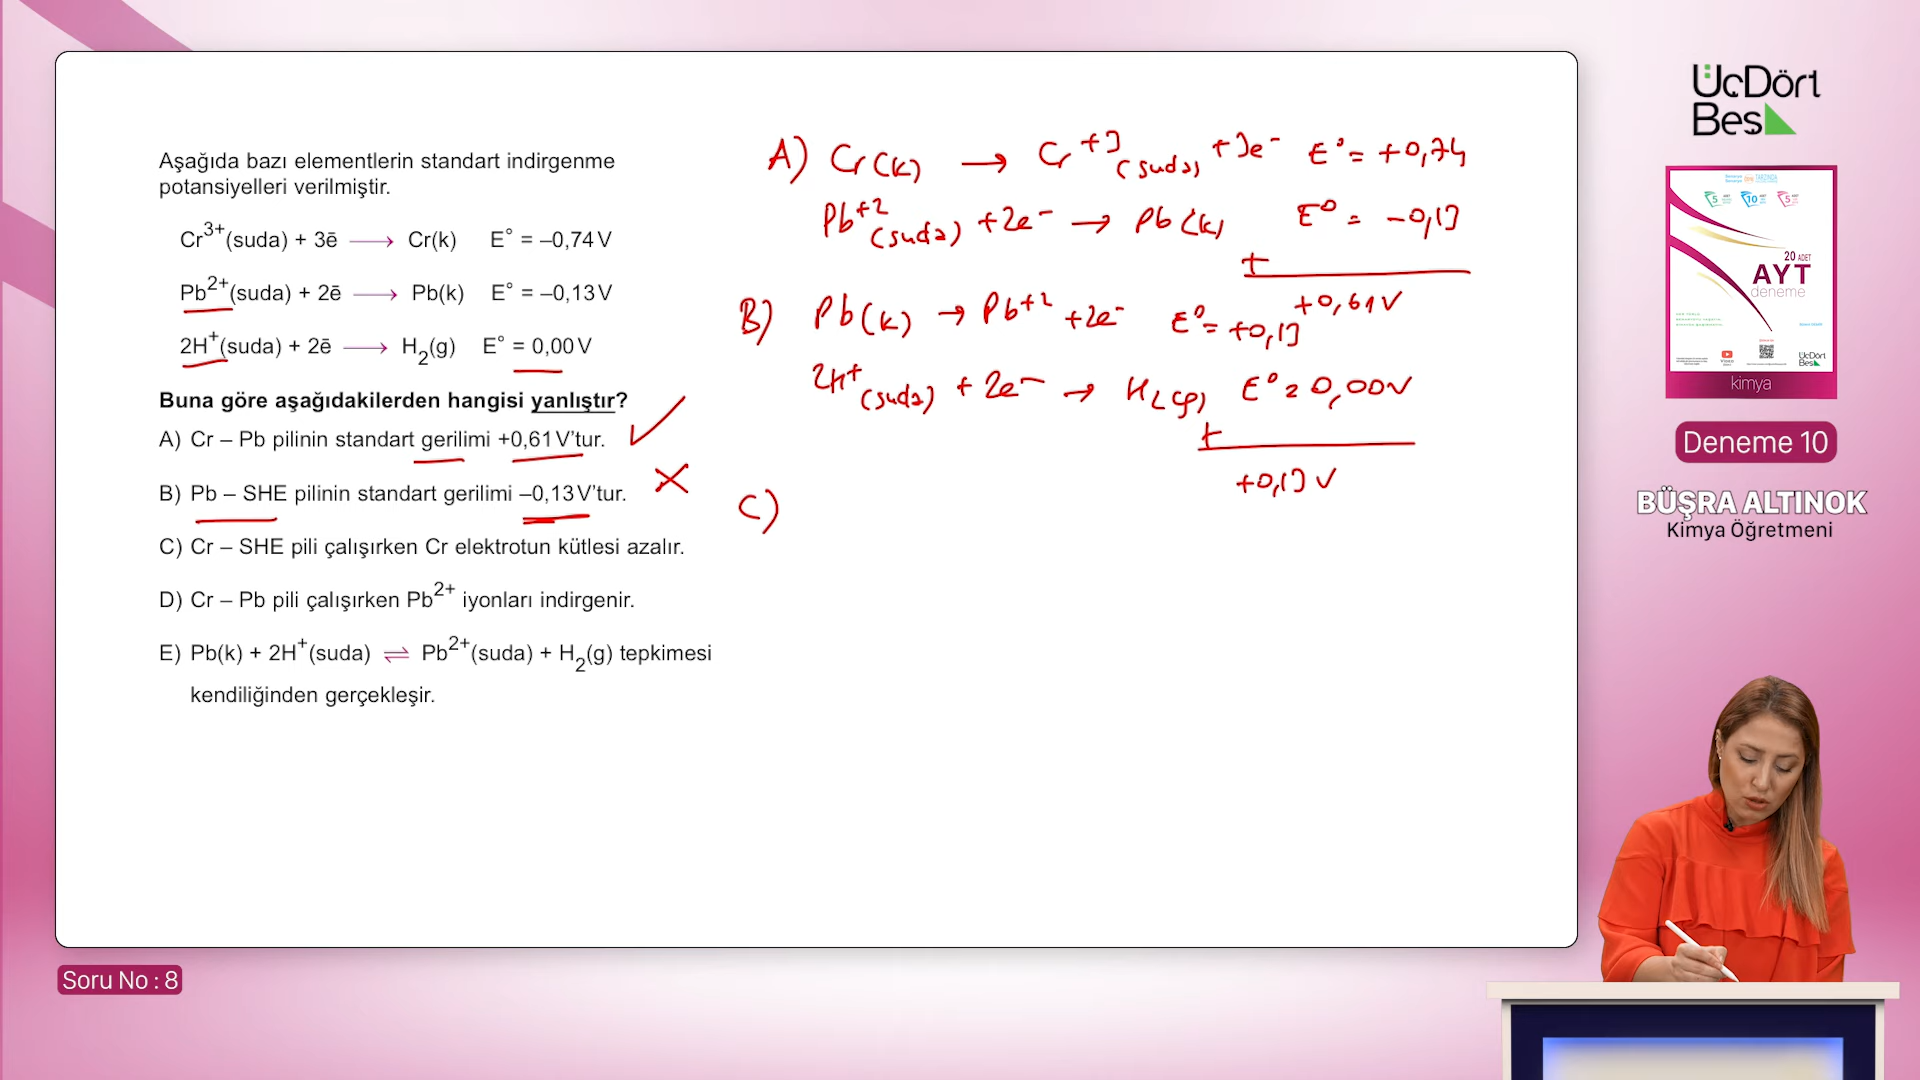 Aşağıda bazı elementlerin standart indirgenme
potansiyelleri verilmiştir.
Cr3+(suda) + 3ē ⟶ Cr(k) E° = –0,74 V
Pb2+(suda) + 2ē ⟶ Pb(k) E° = –0,13 V
2H+(suda) + 2ē ⟶ H2(g) E° = 0,00 V
Buna göre aşağıdakilerden hangisi yanlıştır?
A) Cr – Pb pilinin standart gerilimi +0,61 V'tur.
B) Pb – SHE pilinin standart gerilimi –0,13 V'tur.
C) Cr – SHE pili çalışırken Cr elektrotun kütlesi azalır.
D) Cr – Pb pili çalışırken Pb2+ iyonları indirgenir.
E) Pb(k) + 2H+(suda) ⇌ Pb2+(suda) + H2(g) tepkimesi
kendiliğinden gerçekleşir.
A) Cr(k) → Cr+3(suda) + 3e- E° = +0,74
Pb+2(suda) + 2e- → Pb(k) E° = -0,13
+
+0,61V
B) Pb(k) → Pb+2 + 2e- E° = +0,13
2H+(suda) + 2e- → H2(g) E° = 0,00V
+
+0,13 V
C)
ÜçDört
Beş
20 ADET
AYT
deneme
ÜçDört
Beş
kimya
Deneme 10
BÜŞRA ALTINOK
Kimya Öğretmeni
Soru No : 8